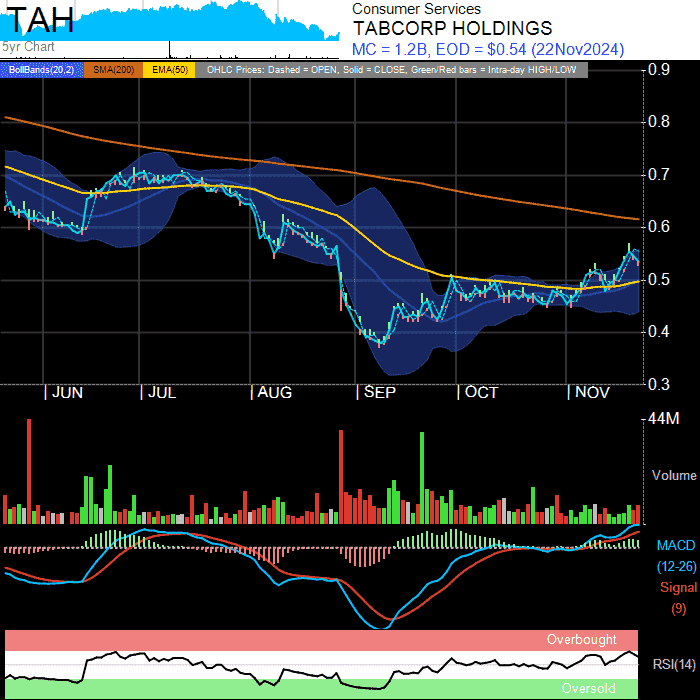 TAH
5yr Chart
Consumer Services
TABCORP HOLDINGS
MC = 1.2B, EOD = $0.54 (22Nov2024)
BollBands(20,2) SMA(200) EMA(50) OHLC Prices: Dashed = OPEN, Solid = CLOSE, Green/Red bars = Intra-day HIGH/LOW
0.9
0.8
0.7
0.6
0.5
0.4
0.3
| JUN | JUL | AUG | SEP | OCT | NOV
44M
Volume
MACD
(12-26)
Signal
(9)
Overbought
RSI(14)
Oversold